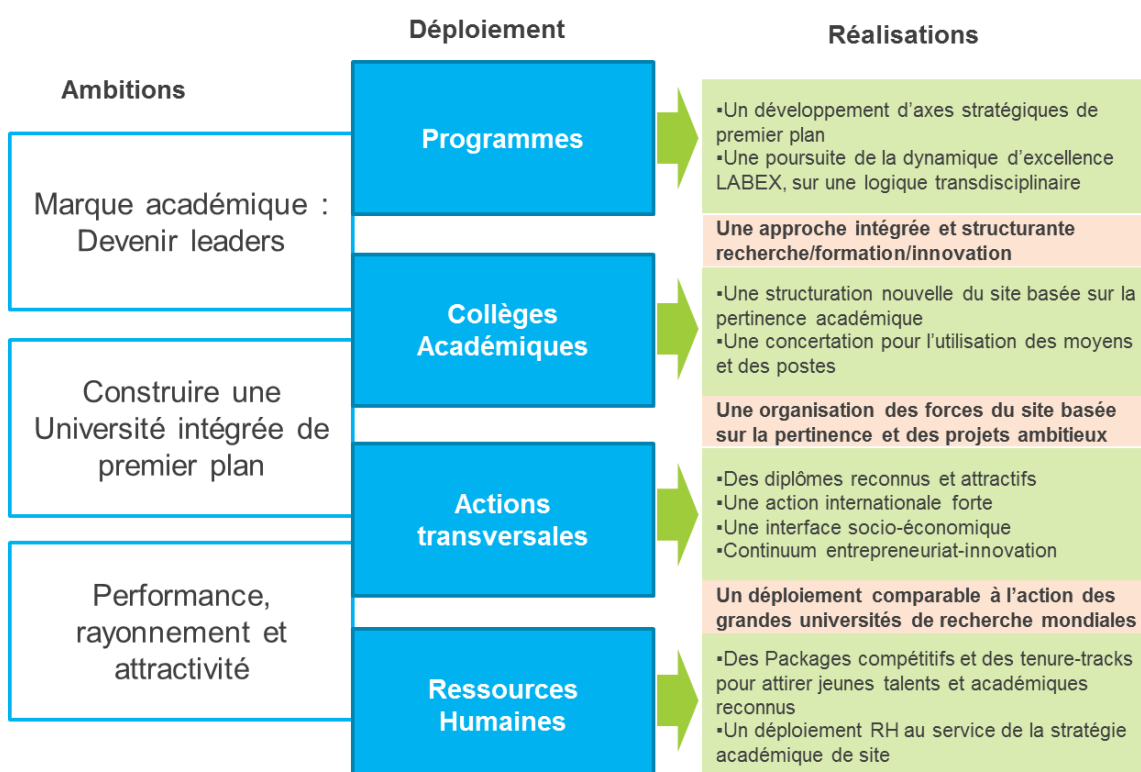 Déploiement
Réalisations
Ambitions
Marque académique :
Devenir leaders
Construire une
Université intégrée de
premier plan
Performance,
rayonnement et
attractivité
Programmes
Collèges
Académiques
Actions
transversales
Ressources
Humaines
▪Un développement d’axes stratégiques de
premier plan
▪Une poursuite de la dynamique d’excellence
LABEX, sur une logique transdisciplinaire
Une approche intégrée et structurante
recherche/formation/innovation
▪Une structuration nouvelle du site basée sur la
pertinence académique
▪Une concertation pour l’utilisation des moyens
et des postes
Une organisation des forces du site basée
sur la pertinence et des projets ambitieux
▪Des diplômes reconnus et attractifs
▪Une action internationale forte
▪Une interface socio-économique
▪Continuum entrepreneuriat-innovation
Un déploiement comparable à l’action des
grandes universités de recherche mondiales
▪Des Packages compétitifs et des tenure-tracks
pour attirer jeunes talents et académiques
reconnus
▪Un déploiement RH au service de la stratégie
académique de site